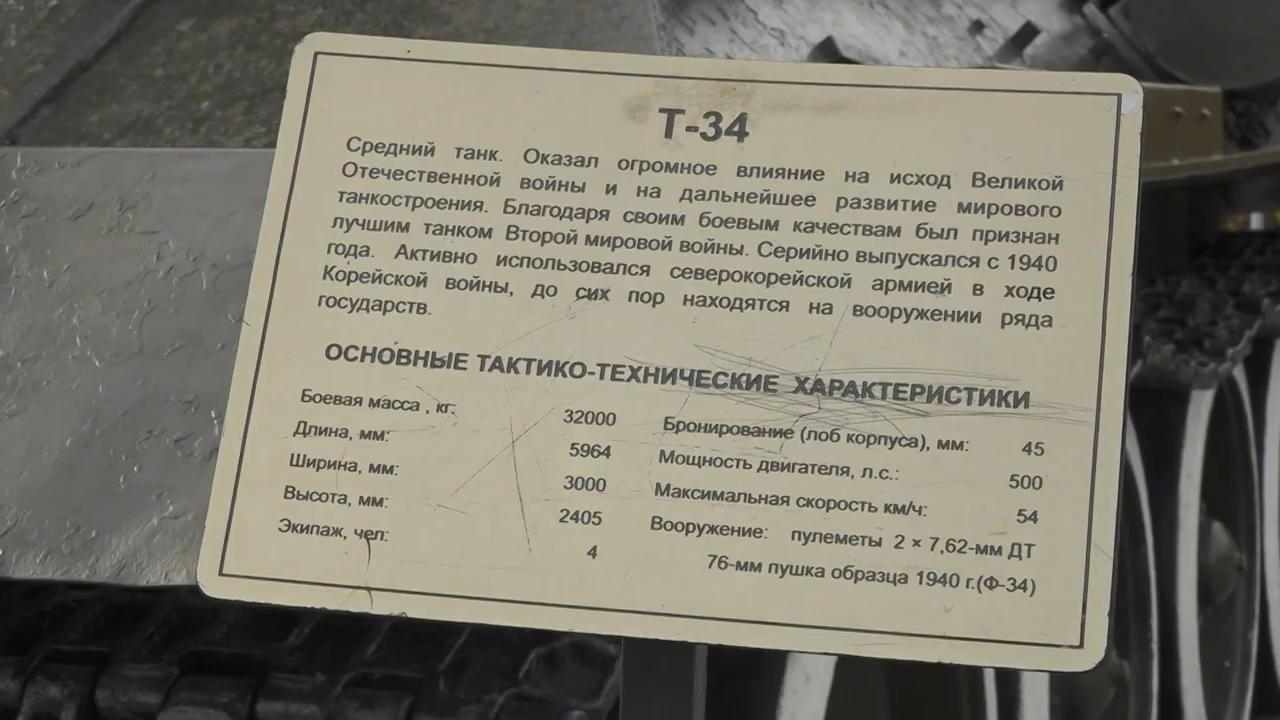 Т-34
Средний танк. Оказал огромное влияние на исход Великой
Отечественной войны и на дальнейшее развитие мирового
танкостроения. Благодаря своим боевым качествам был признан
лучшим танком Второй мировой войны. Серийно выпускался с 1940
года. Активно использовался северокорейской армией в ходе
Корейской войны, до сих пор находятся на вооружении ряда
государств.
ОСНОВНЫЕ ТАКТИКО-ТЕХНИЧЕСКИЕ ХАРАКТЕРИСТИКИ
Боевая масса , кг: 32000
Длина, мм: 5964
Ширина, мм: 3000
Высота, мм: 2405
Экипаж, чел: 4
Бронирование (лоб корпуса), мм: 45
Мощность двигателя, л.с.: 500
Максимальная скорость км/ч: 54
Вооружение: пулеметы 2 × 7,62-мм ДТ
76-мм пушка образца 1940 г.(Ф-34)